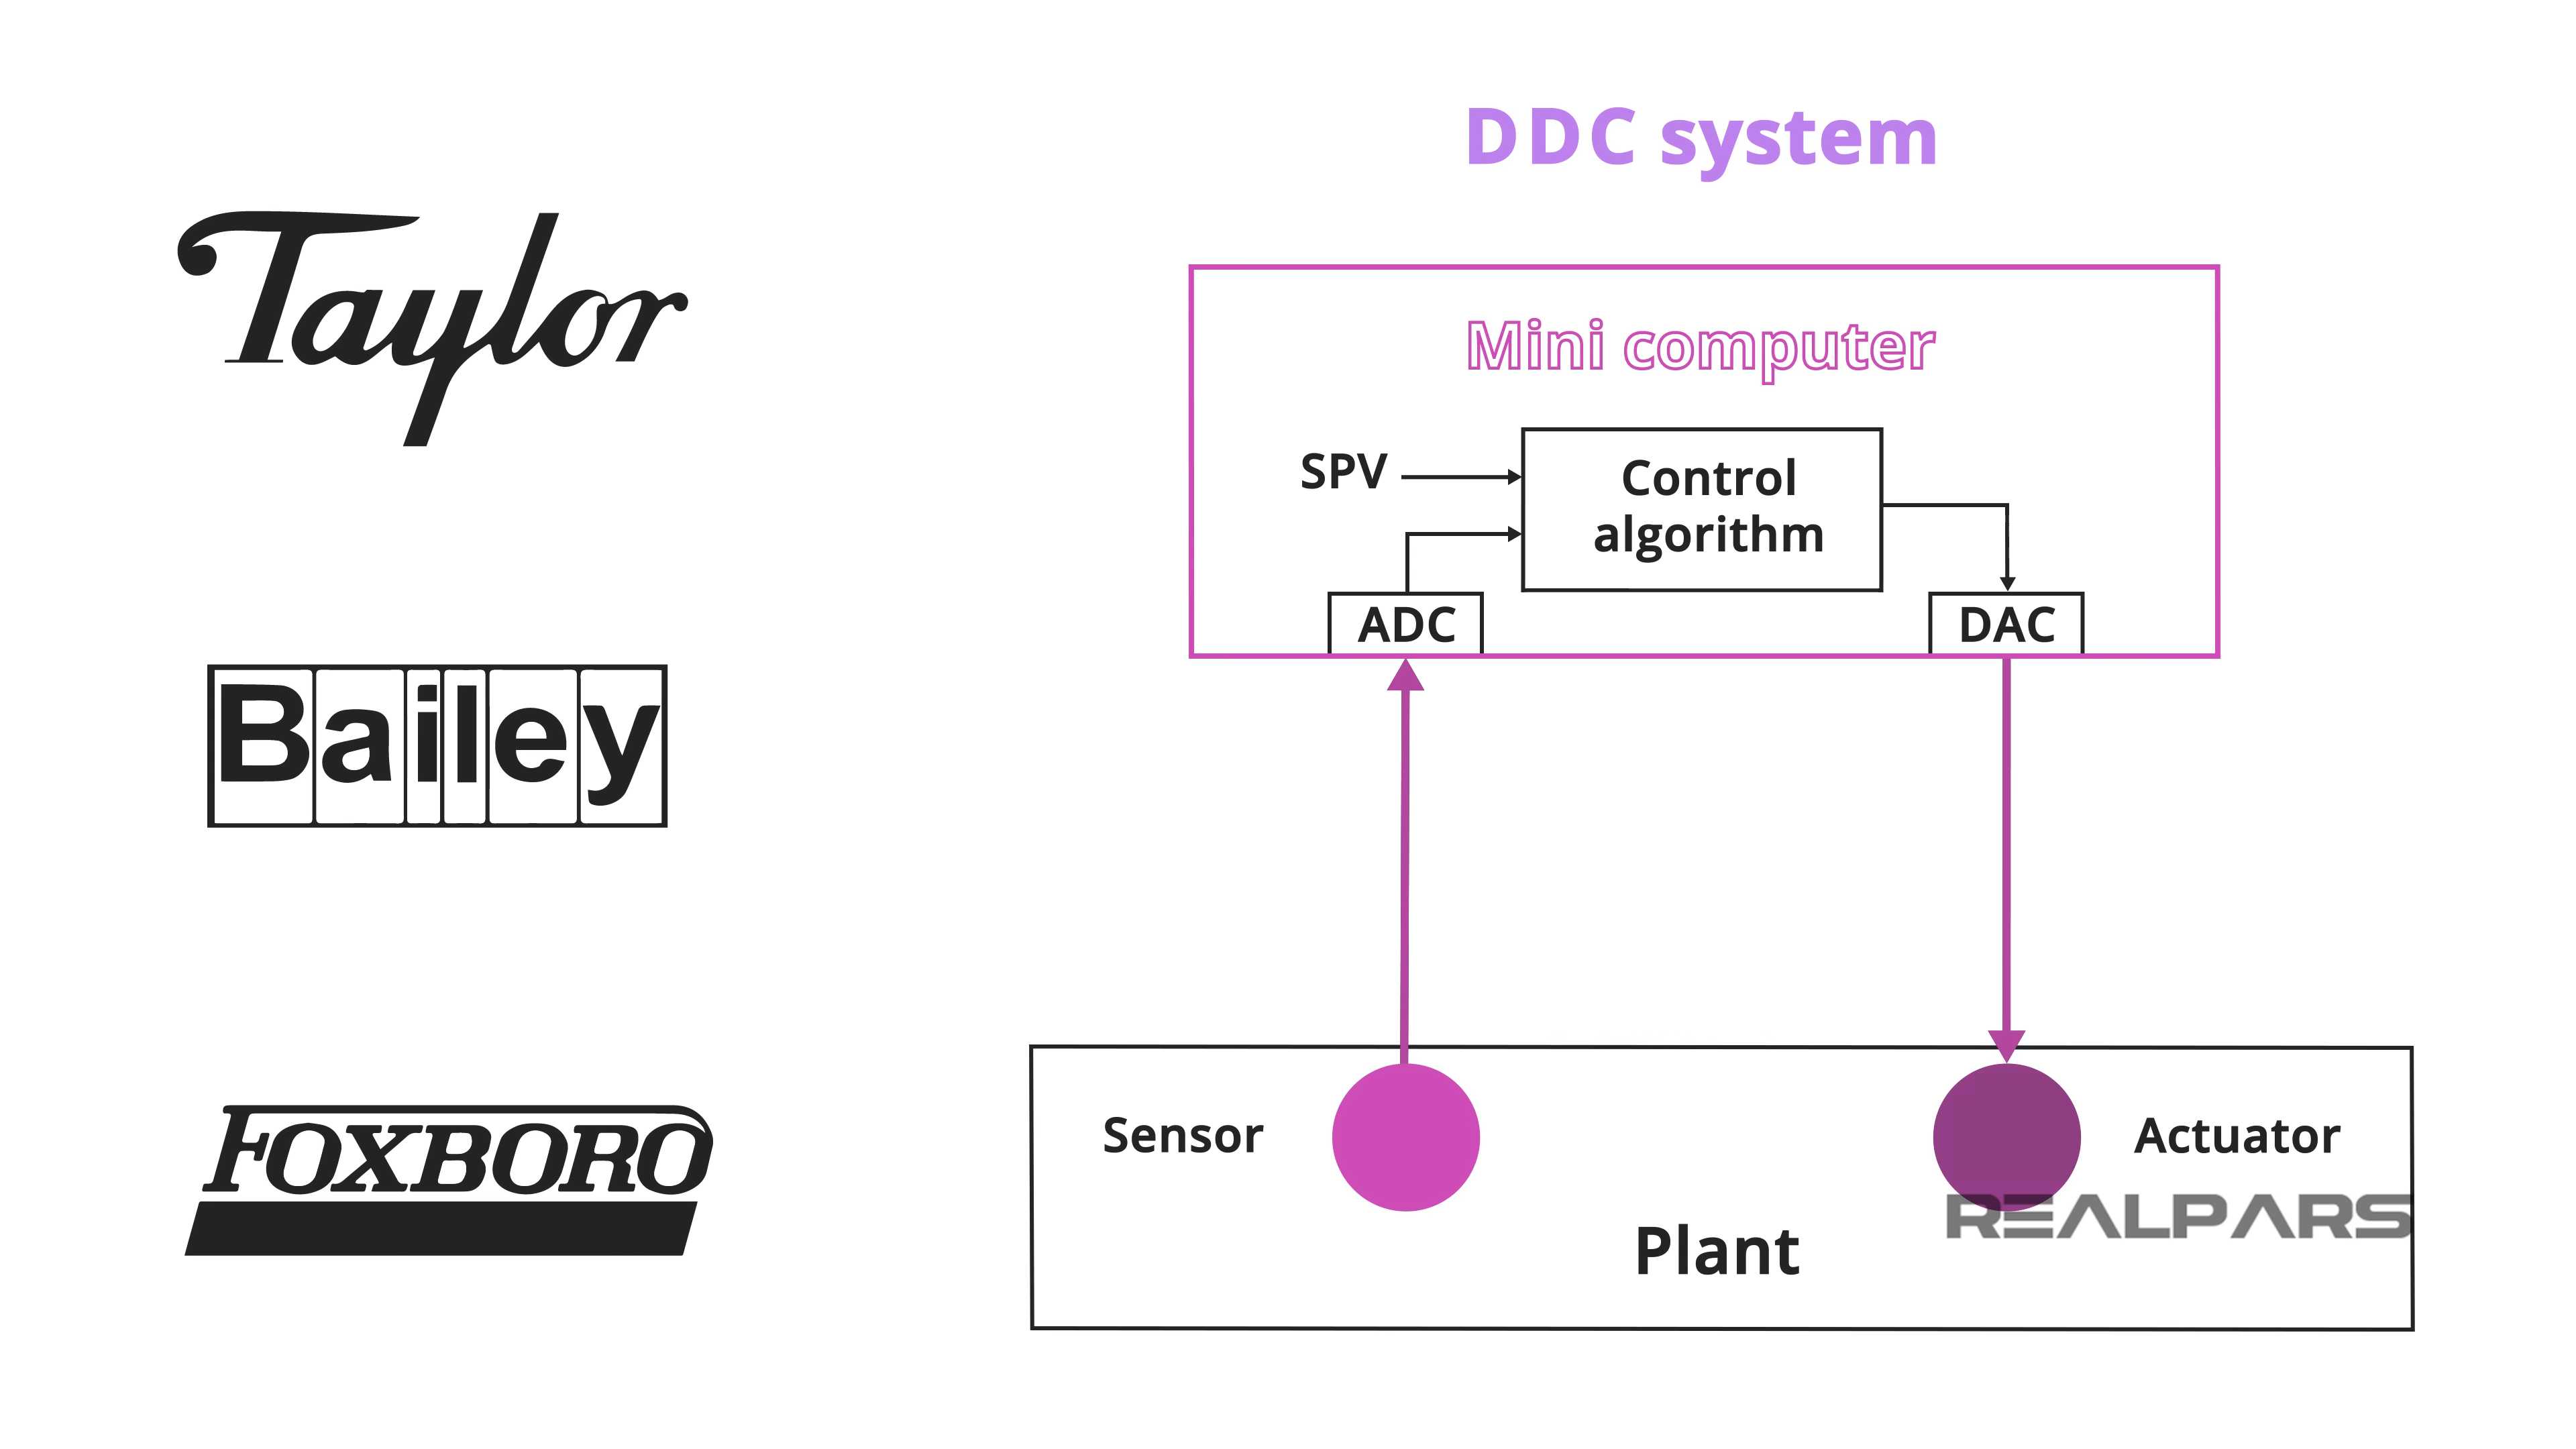 Taylor
Bailey
FOXBORO
DDC system
Mini computer
SPV
Control
algorithm
ADC
DAC
Sensor
Actuator
Plant
REALPARS